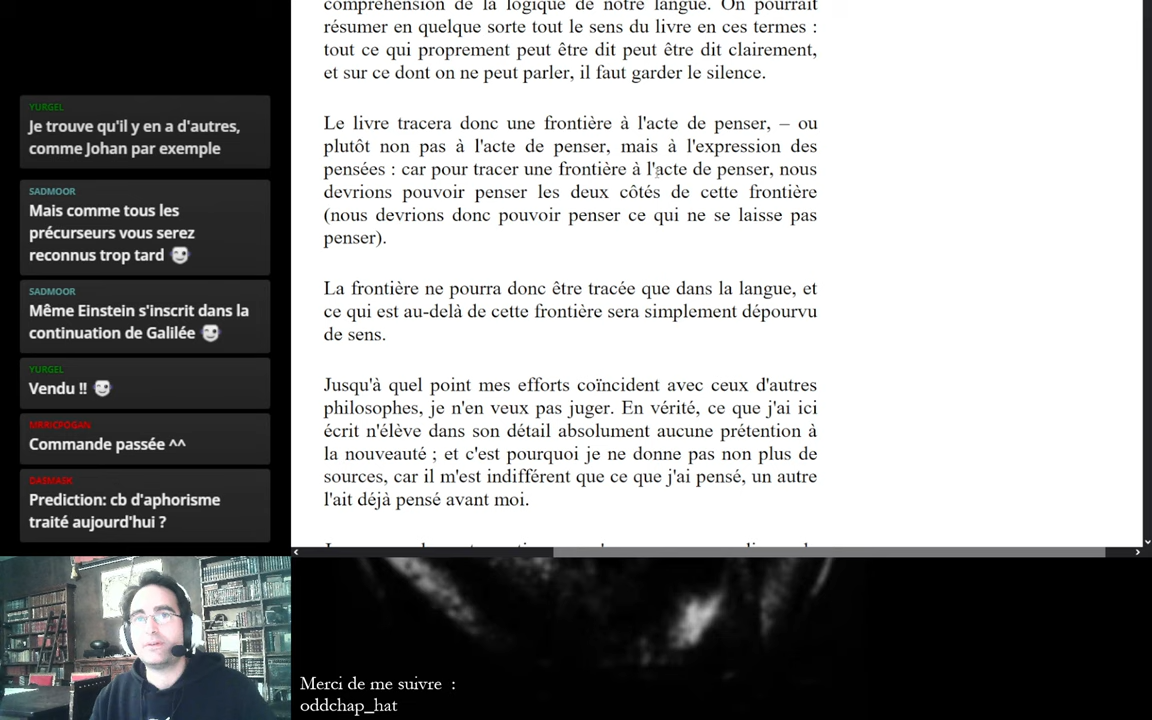 YURGEL
Je trouve qu'il y en a d'autres,
comme Johan par exemple
SADMOOR
Mais comme tous les
précurseurs vous serez
reconnus trop tard
SADMOOR
Même Einstein s'inscrit dans la
continuation de Galilée
YURGEL
Vendu !!
MRRICFOGAN
Commande passée ^^
DAEMASK
Prediction: cb d'aphorisme
traité aujourd'hui ?
compréhension de la logique de notre langue. On pourrait
résumer en quelque sorte tout le sens du livre en ces termes :
tout ce qui proprement peut être dit peut être dit clairement,
et sur ce dont on ne peut parler, il faut garder le silence.
Le livre tracera donc une frontière à l'acte de penser, – ou
plutôt non pas à l'acte de penser, mais à l'expression des
pensées : car pour tracer une frontière à l'acte de penser, nous
devrions pouvoir penser les deux côtés de cette frontière
(nous devrions donc pouvoir penser ce qui ne se laisse pas
penser).
La frontière ne pourra donc être tracée que dans la langue, et
ce qui est au-delà de cette frontière sera simplement dépourvu
de sens.
Jusqu'à quel point mes efforts coïncident avec ceux d'autres
philosophes, je n'en veux pas juger. En vérité, ce que j'ai ici
écrit n'élève dans son détail absolument aucune prétention à
la nouveauté ; et c'est pourquoi je ne donne pas non plus de
sources, car il m'est indifférent que ce que j'ai pensé, un autre
l'ait déjà pensé avant moi.
Merci de me suivre :
oddchap_hat